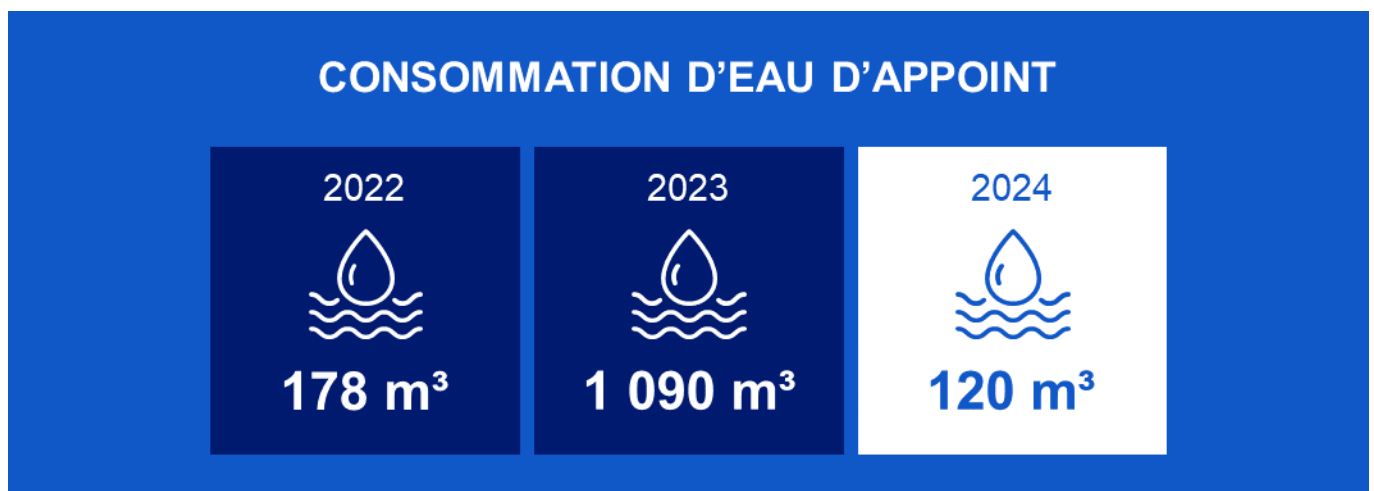 CONSOMMATION D’EAU D’APPOINT
2022
178 m³
2023
1 090 m³
2024
120 m³